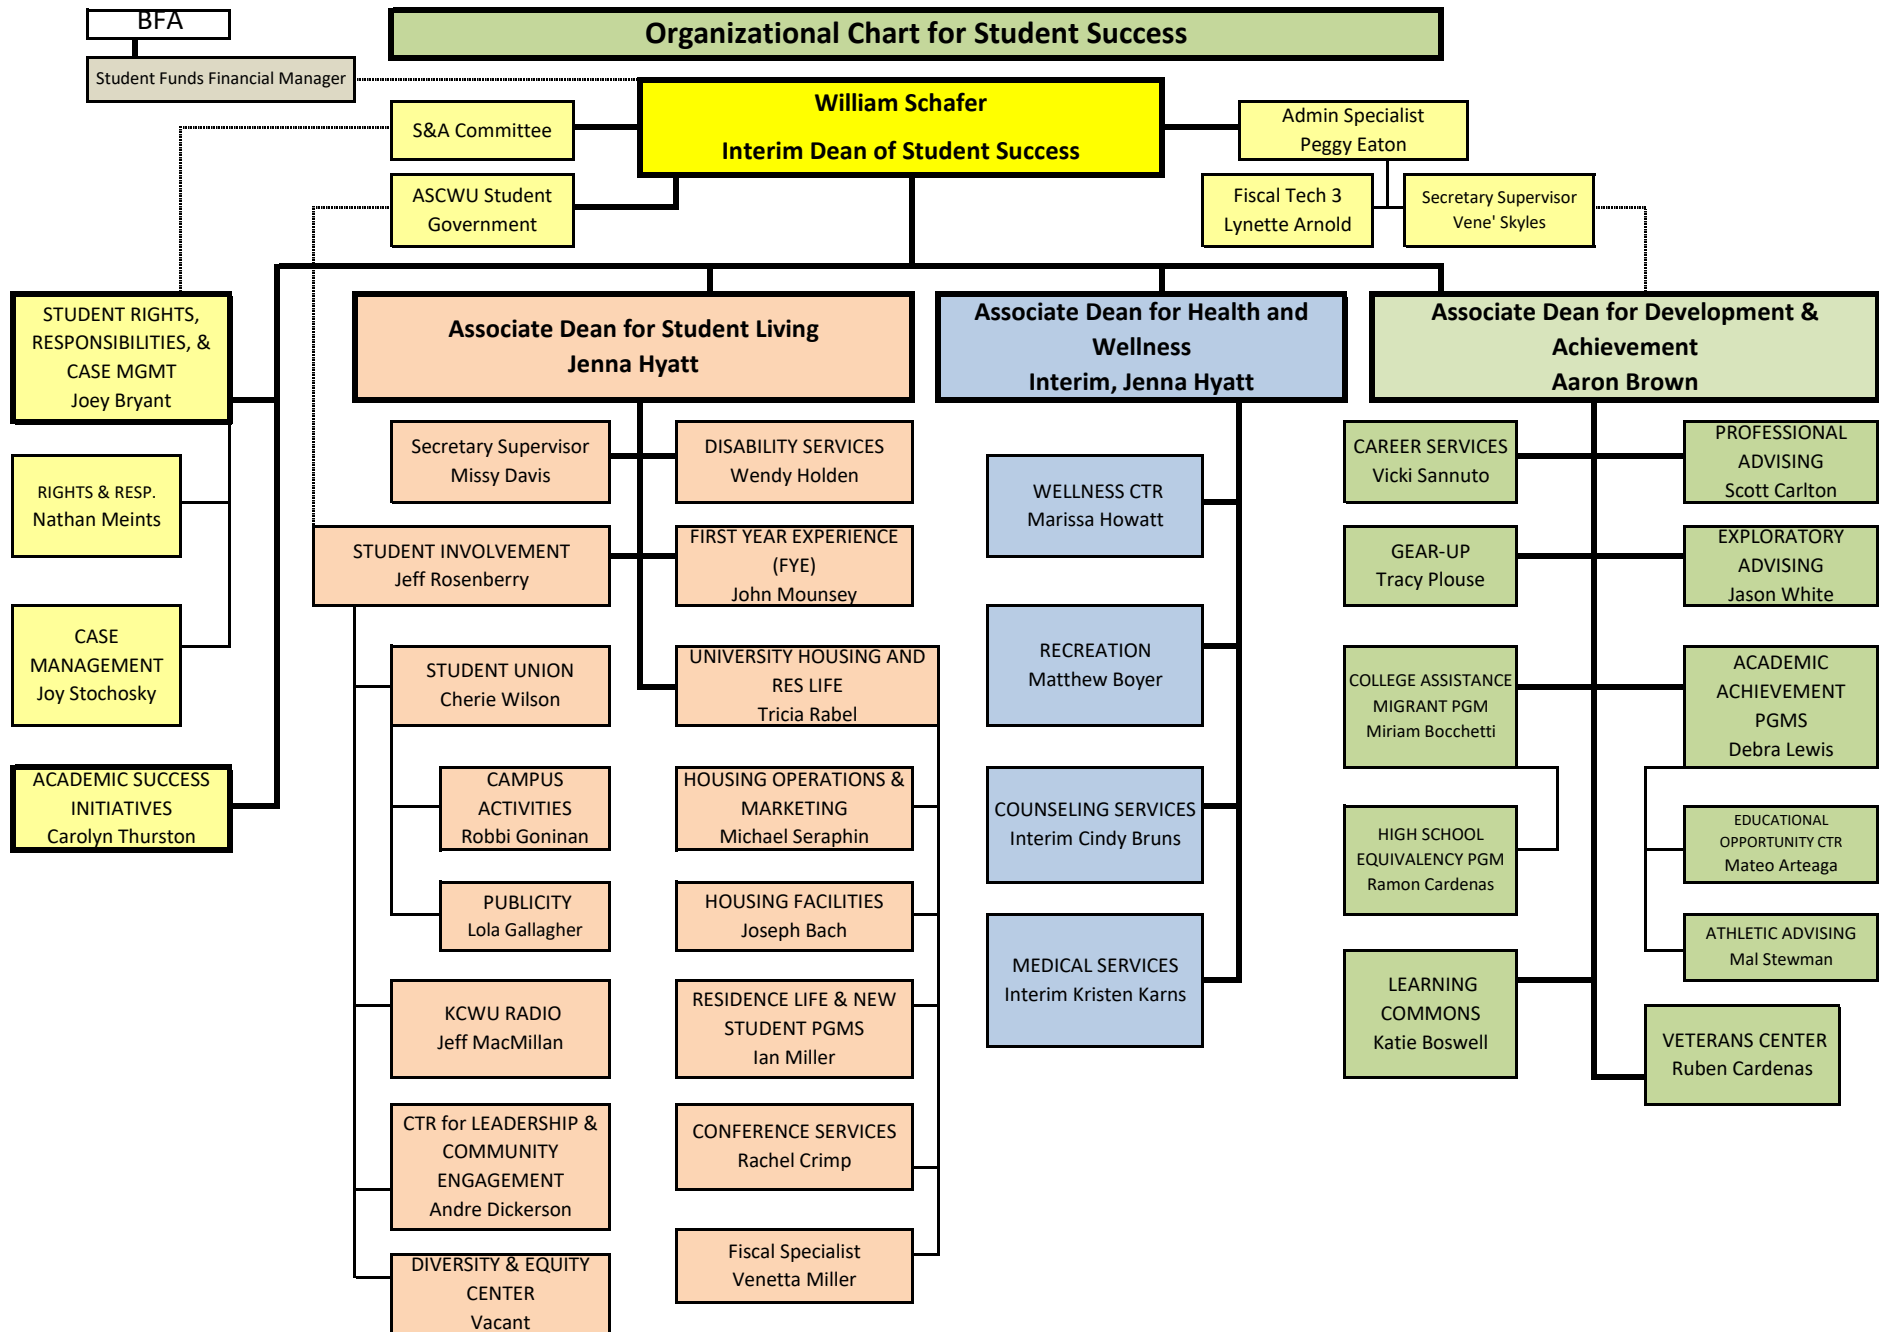 BFA
Organizational Chart for Student Success
Student Funds Financial Manager
William Schafer
Interim Dean of Student Success
S&A Committee
Admin Specialist
Peggy Eaton
ASCWU Student
Government
Fiscal Tech 3
Lynette Arnold
Secretary Supervisor
Vene' Skyles
STUDENT RIGHTS,
RESPONSIBILITIES, &
CASE MGMT
Joey Bryant
Associate Dean for Student Living
Jenna Hyatt
Associate Dean for Health and
Wellness
Interim, Jenna Hyatt
Associate Dean for Development &
Achievement
Aaron Brown
RIGHTS & RESP.
Nathan Meints
CASE
MANAGEMENT
Joy Stochosky
ACADEMIC SUCCESS
INITIATIVES
Carolyn Thurston
Secretary Supervisor
Missy Davis
DISABILITY SERVICES
Wendy Holden
STUDENT INVOLVEMENT
Jeff Rosenberry
FIRST YEAR EXPERIENCE
(FYE)
John Mounsey
STUDENT UNION
Cherie Wilson
UNIVERSITY HOUSING AND
RES LIFE
Tricia Rabel
CAMPUS
ACTIVITIES
Robbi Goninan
HOUSING OPERATIONS &
MARKETING
Michael Seraphin
PUBLICITY
Lola Gallagher
HOUSING FACILITIES
Joseph Bach
KCWU RADIO
Jeff MacMillan
RESIDENCE LIFE & NEW
STUDENT PGMS
Ian Miller
CTR for LEADERSHIP &
COMMUNITY
ENGAGEMENT
Andre Dickerson
CONFERENCE SERVICES
Rachel Crimp
DIVERSITY & EQUITY
CENTER
Vacant
Fiscal Specialist
Venetta Miller
WELLNESS CTR
Marissa Howatt
RECREATION
Matthew Boyer
COUNSELING SERVICES
Interim Cindy Bruns
MEDICAL SERVICES
Interim Kristen Karns
CAREER SERVICES
Vicki Sannuto
PROFESSIONAL
ADVISING
Scott Carlton
GEAR-UP
Tracy Plouse
EXPLORATORY
ADVISING
Jason White
COLLEGE ASSISTANCE
MIGRANT PGM
Miriam Bocchetti
ACADEMIC
ACHIEVEMENT
PGMS
Debra Lewis
HIGH SCHOOL
EQUIVALENCY PGM
Ramon Cardenas
EDUCATIONAL
OPPORTUNITY CTR
Mateo Arteaga
ATHLETIC ADVISING
Mal Stewman
LEARNING
COMMONS
Katie Boswell
VETERANS CENTER
Ruben Cardenas